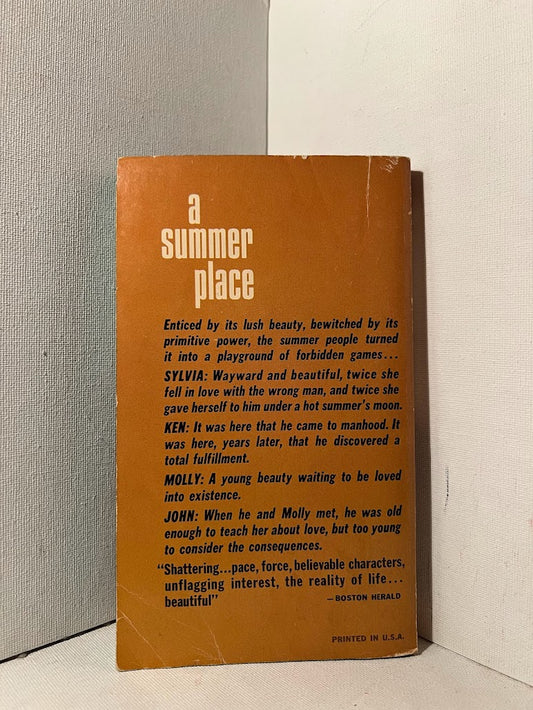 a
summer
place
Enticed by its lush beauty, bewitched by its
primitive power, the summer people turned
it into a playground of forbidden games...
SYLVIA: Wayward and beautiful, twice she
fell in love with the wrong man, and twice she
gave herself to him under a hot summer's moon.
KEN: It was here that he came to manhood. It
was here, years later, that he discovered a
total fulfillment.
MOLLY: A young beauty waiting to be loved
into existence.
JOHN: When he and Molly met, he was old
enough to teach her about love, but too young
to consider the consequences.
"Shattering...pace, force, believable characters,
unflagging interest, the reality of life...
beautiful"
—BOSTON HERALD
PRINTED IN U.S.A.